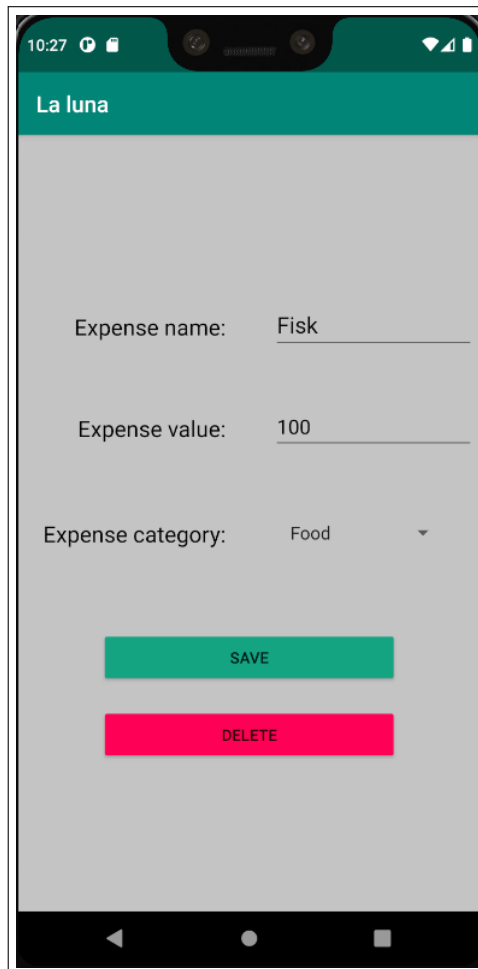 10:27
La luna
Expense name: Fisk
Expense value: 100
Expense category: Food
SAVE
DELETE